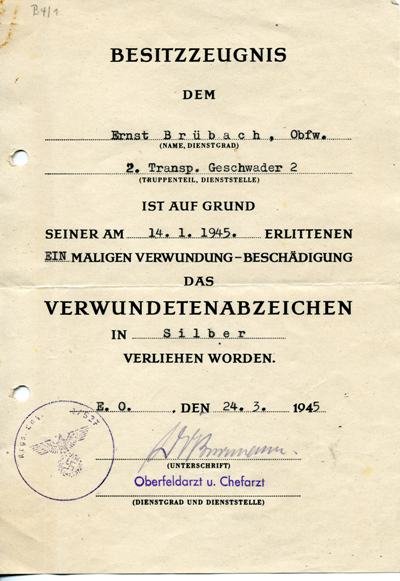 B4/1
BESITZZEUGNIS
DEM
Ernst Brübach, Obfw.
(NAME, DIENSTGRAD)
2. Transp. Geschwader 2
(TRUPPENTEIL, DIENSTSTELLE)
IST AUF GRUND
SEINER AM 14. 1. 1945. ERLITTENEN
EIN MALIGEN VERWUNDUNG-BESCHÄDIGUNG
DAS
VERWUNDETENABZEICHEN
IN Silber
VERLIEHEN WORDEN.
E. O. , DEN 24. 3. 1945
(UNTERSCHRIFT)
Oberfeldarzt u. Chefarzt
(DIENSTGRAD UND DIENSTSTELLE)